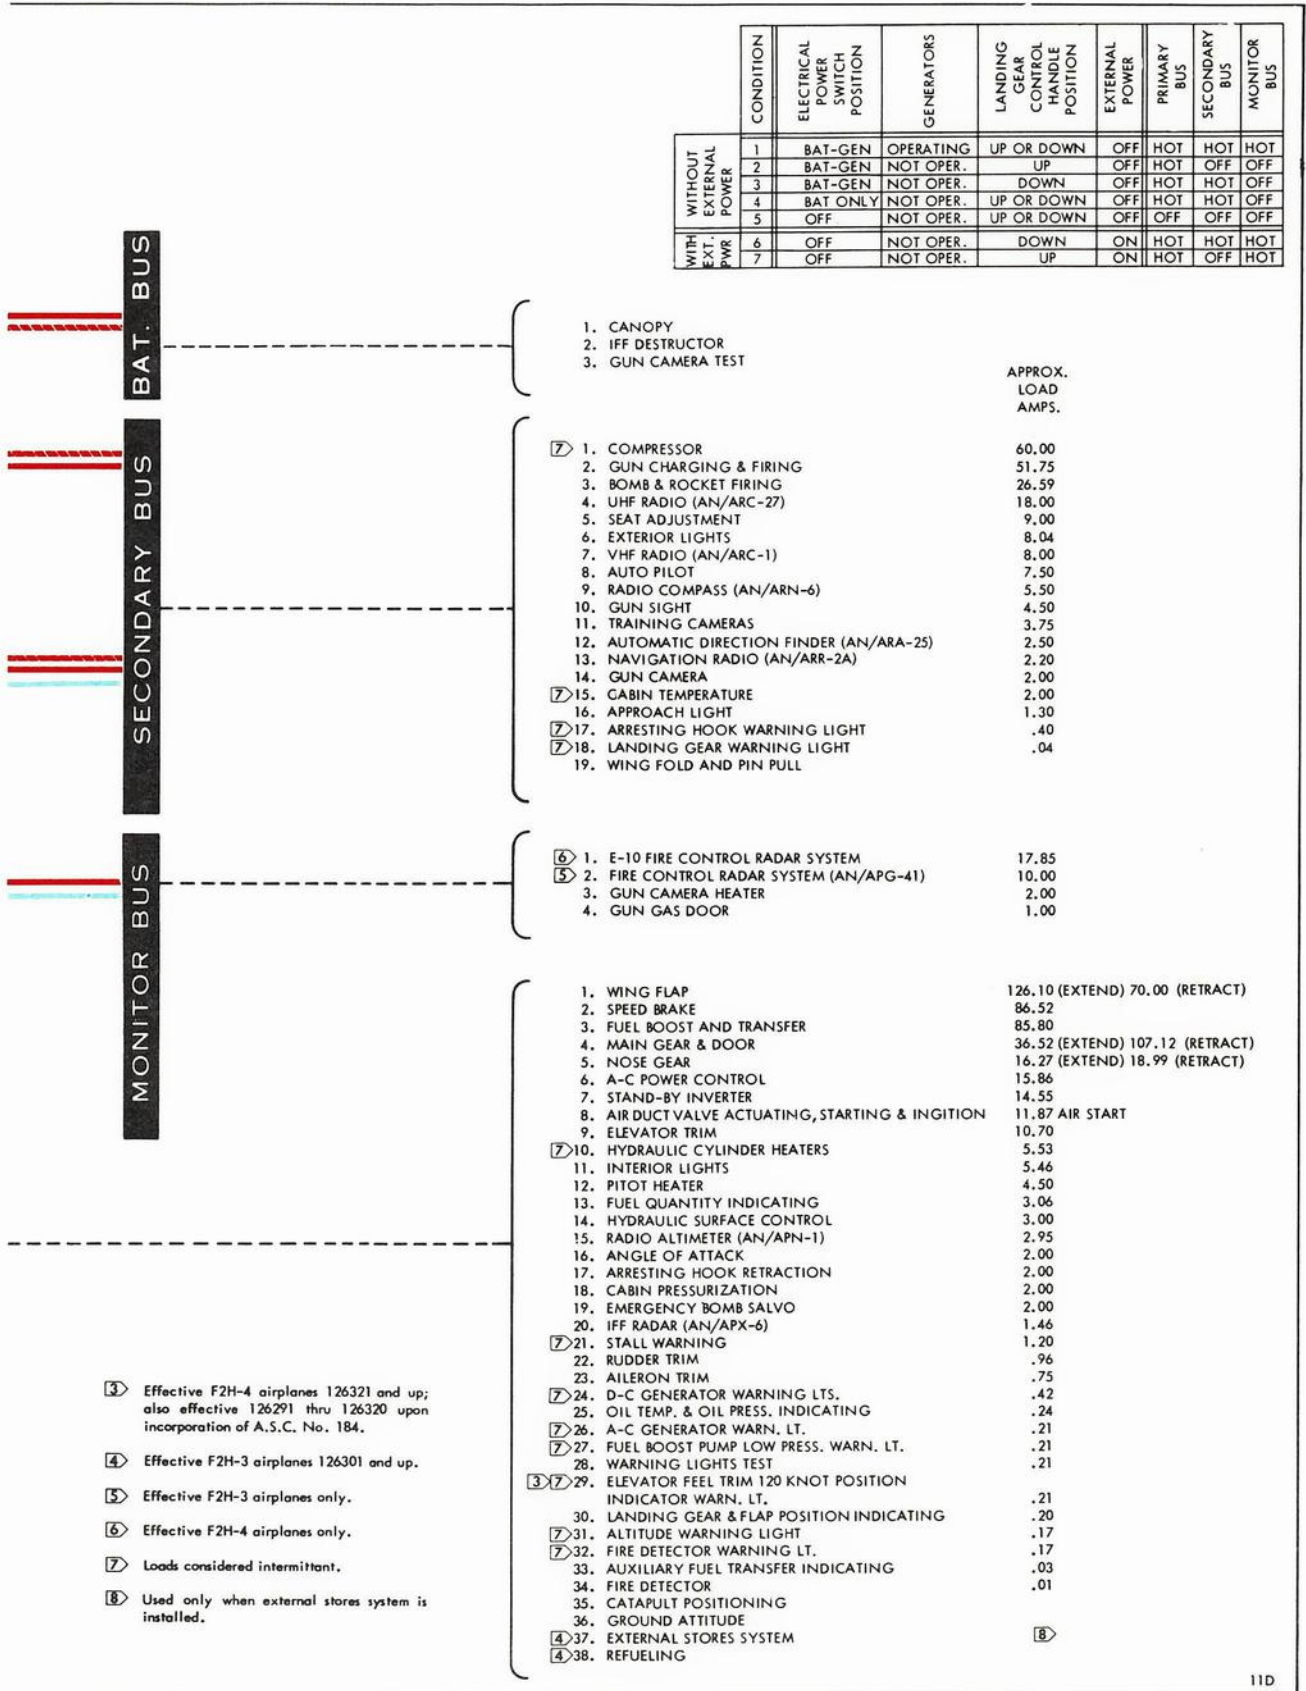 CONDITION
ELECTRICAL POWER SWITCH POSITION
GENERATORS
LANDING GEAR CONTROL HANDLE POSITION
EXTERNAL POWER
PRIMARY BUS
SECONDARY BUS
MONITOR BUS
WITHOUT EXTERNAL POWER
1 BAT-GEN OPERATING UP OR DOWN OFF HOT HOT HOT
2 BAT-GEN NOT OPER. UP OFF HOT OFF OFF
3 BAT-GEN NOT OPER. DOWN OFF HOT HOT OFF
4 BAT ONLY NOT OPER. UP OR DOWN OFF HOT HOT OFF
5 OFF NOT OPER. UP OR DOWN OFF OFF OFF OFF
WITH EXT. PWR
6 OFF NOT OPER. DOWN ON HOT HOT HOT
7 OFF NOT OPER. UP ON HOT OFF HOT
BAT. BUS
1. CANOPY
2. IFF DESTRUCTOR
3. GUN CAMERA TEST
APPROX.
LOAD
AMPS.
SECONDARY BUS
7 1. COMPRESSOR 60.00
2. GUN CHARGING & FIRING 51.75
3. BOMB & ROCKET FIRING 26.59
4. UHF RADIO (AN/ARC-27) 18.00
5. SEAT ADJUSTMENT 9.00
6. EXTERIOR LIGHTS 8.04
7. VHF RADIO (AN/ARC-1) 8.00
8. AUTO PILOT 7.50
9. RADIO COMPASS (AN/ARN-6) 5.50
10. GUN SIGHT 4.50
11. TRAINING CAMERAS 3.75
12. AUTOMATIC DIRECTION FINDER (AN/ARA-25) 2.50
13. NAVIGATION RADIO (AN/ARR-2A) 2.20
14. GUN CAMERA 2.00
7 15. CABIN TEMPERATURE 2.00
16. APPROACH LIGHT 1.30
7 17. ARRESTING HOOK WARNING LIGHT .40
7 18. LANDING GEAR WARNING LIGHT .04
19. WING FOLD AND PIN PULL
MONITOR BUS
6 1. E-10 FIRE CONTROL RADAR SYSTEM 17.85
5 2. FIRE CONTROL RADAR SYSTEM (AN/APG-41) 10.00
3. GUN CAMERA HEATER 2.00
4. GUN GAS DOOR 1.00
1. WING FLAP 126.10 (EXTEND) 70.00 (RETRACT)
2. SPEED BRAKE 86.52
3. FUEL BOOST AND TRANSFER 85.80
4. MAIN GEAR & DOOR 36.52 (EXTEND) 107.12 (RETRACT)
5. NOSE GEAR 16.27 (EXTEND) 18.99 (RETRACT)
6. A-C POWER CONTROL 15.86
7. STAND-BY INVERTER 14.55
8. AIR DUCT VALVE ACTUATING, STARTING & INGITION 11.87 AIR START
9. ELEVATOR TRIM 10.70
7 10. HYDRAULIC CYLINDER HEATERS 5.53
11. INTERIOR LIGHTS 5.46
12. PITOT HEATER 4.50
13. FUEL QUANTITY INDICATING 3.06
14. HYDRAULIC SURFACE CONTROL 3.00
15. RADIO ALTIMETER (AN/APN-1) 2.95
16. ANGLE OF ATTACK 2.00
17. ARRESTING HOOK RETRACTION 2.00
18. CABIN PRESSURIZATION 2.00
19. EMERGENCY BOMB SALVO 2.00
20. IFF RADAR (AN/APX-6) 1.46
7 21. STALL WARNING 1.20
22. RUDDER TRIM .96
23. AILERON TRIM .75
7 24. D-C GENERATOR WARNING LTS. .42
25. OIL TEMP. & OIL PRESS. INDICATING .24
7 26. A-C GENERATOR WARN. LT. .21
7 27. FUEL BOOST PUMP LOW PRESS. WARN. LT. .21
28. WARNING LIGHTS TEST .21
3 7 29. ELEVATOR FEEL TRIM 120 KNOT POSITION
INDICATOR WARN. LT. .21
30. LANDING GEAR & FLAP POSITION INDICATING .20
7 31. ALTITUDE WARNING LIGHT .17
7 32. FIRE DETECTOR WARNING LT. .17
33. AUXILIARY FUEL TRANSFER INDICATING .03
34. FIRE DETECTOR .01
35. CATAPULT POSITIONING
36. GROUND ATTITUDE
4 37. EXTERNAL STORES SYSTEM 8
4 38. REFUELING
3 Effective F2H-4 airplanes 126321 and up;
also effective 126291 thru 126320 upon
incorporation of A.S.C. No. 184.
4 Effective F2H-3 airplanes 126301 and up.
5 Effective F2H-3 airplanes only.
6 Effective F2H-4 airplanes only.
7 Loads considered intermittant.
8 Used only when external stores system is
installed.
11D